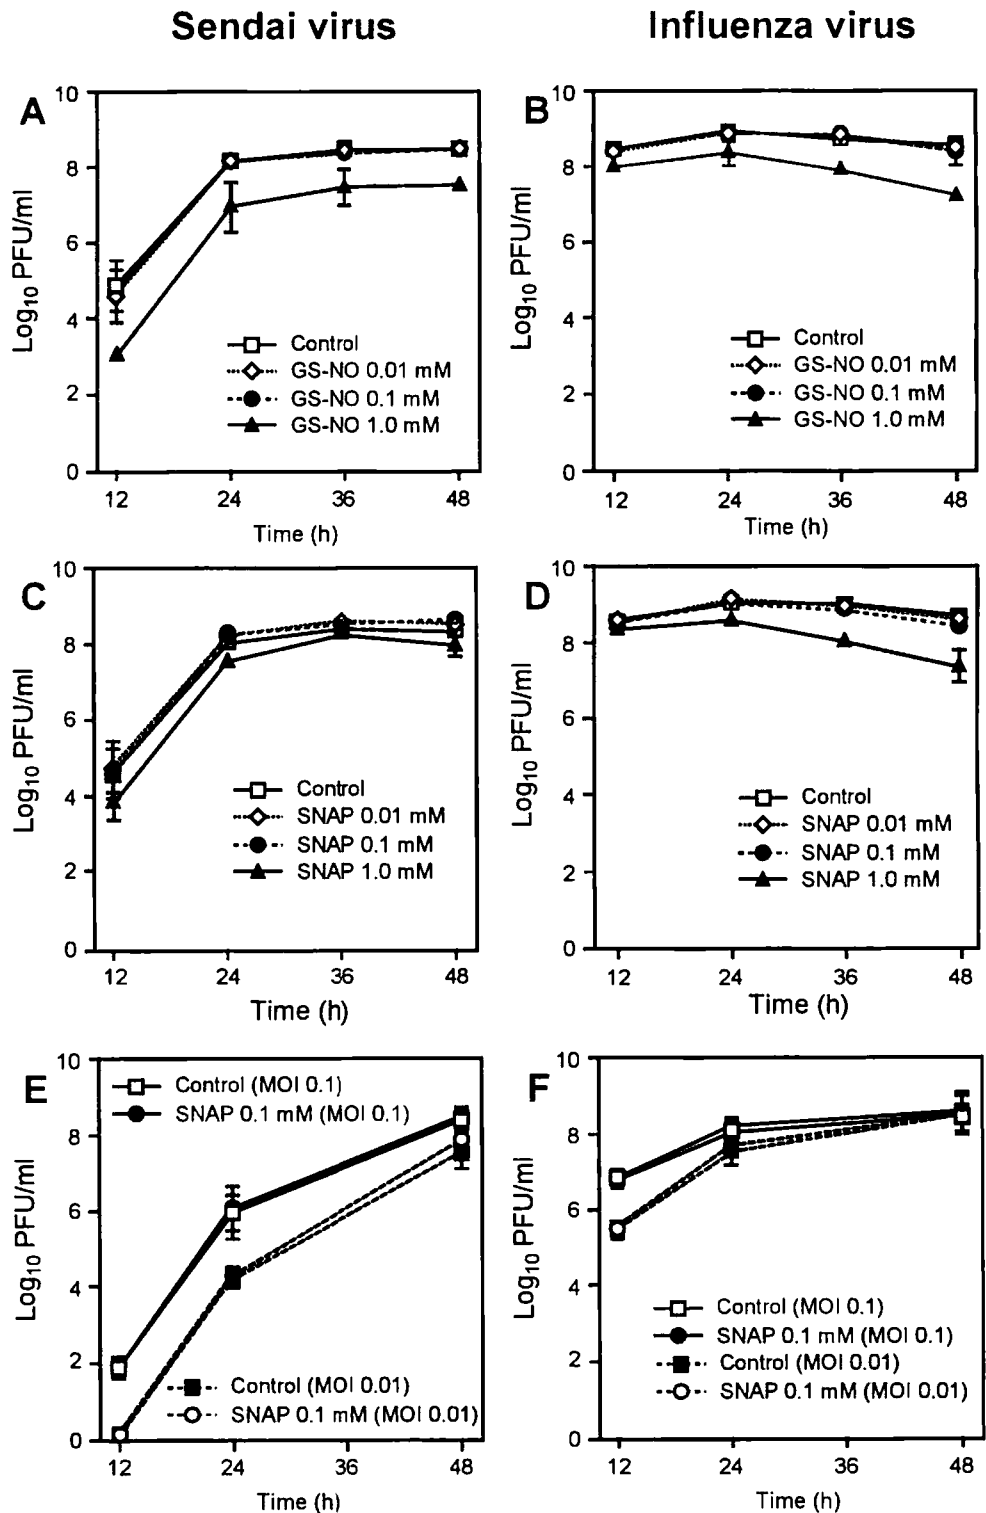 Sendai virus
Influenza virus
A
10
8
6
4
2
0
Log10 PFU/ml
Control
GS-NO 0.01 mM
GS-NO 0.1 mM
GS-NO 1.0 mM
12 24 36 48
Time (h)
B
10
8
6
4
2
0
Log10 PFU/ml
Control
GS-NO 0.01 mM
GS-NO 0.1 mM
GS-NO 1.0 mM
12 24 36 48
Time (h)
C
10
8
6
4
2
0
Log10 PFU/ml
Control
SNAP 0.01 mM
SNAP 0.1 mM
SNAP 1.0 mM
12 24 36 48
Time (h)
D
10
8
6
4
2
0
Log10 PFU/ml
Control
SNAP 0.01 mM
SNAP 0.1 mM
SNAP 1.0 mM
12 24 36 48
Time (h)
E
10
8
6
4
2
0
Log10 PFU/ml
Control (MOI 0.1)
SNAP 0.1 mM (MOI 0.1)
Control (MOI 0.01)
SNAP 0.1 mM (MOI 0.01)
12 24 36 48
Time (h)
F
10
8
6
4
2
0
Log10 PFU/ml
Control (MOI 0.1)
SNAP 0.1 mM (MOI 0.1)
Control (MOI 0.01)
SNAP 0.1 mM (MOI 0.01)
12 24 36 48
Time (h)